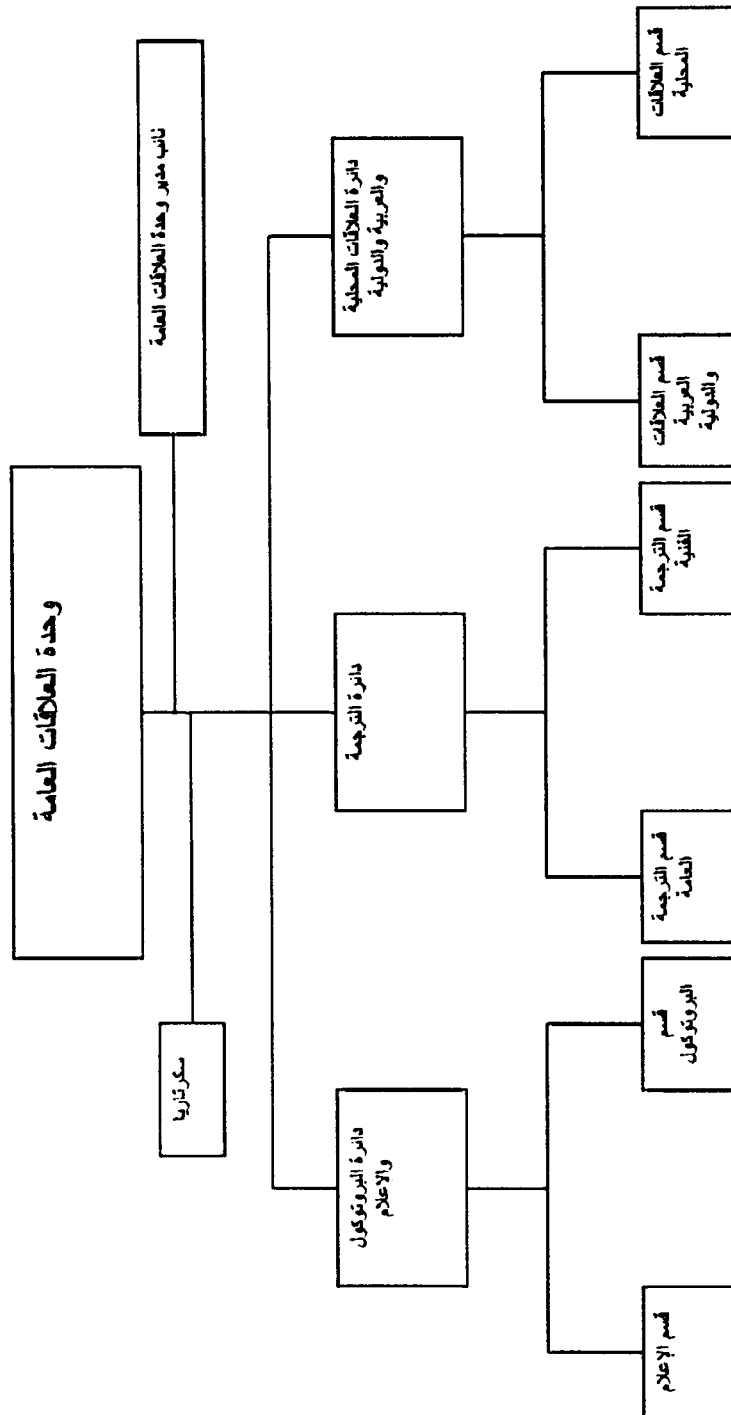 وحدة العلاقات العامة
نائب مدير وحدة العلاقات العامة
سكرتاريا
دائرة العلاقات المحلية
والعربية والدولية
دائرة الترجمة
دائرة البروتوكول
والإعلام
قسم العلاقات
المحلية
قسم العلاقات
العربية
والدولية
قسم الترجمة
الفنية
قسم الترجمة
العامة
قسم
البروتوكول
قسم الإعلام